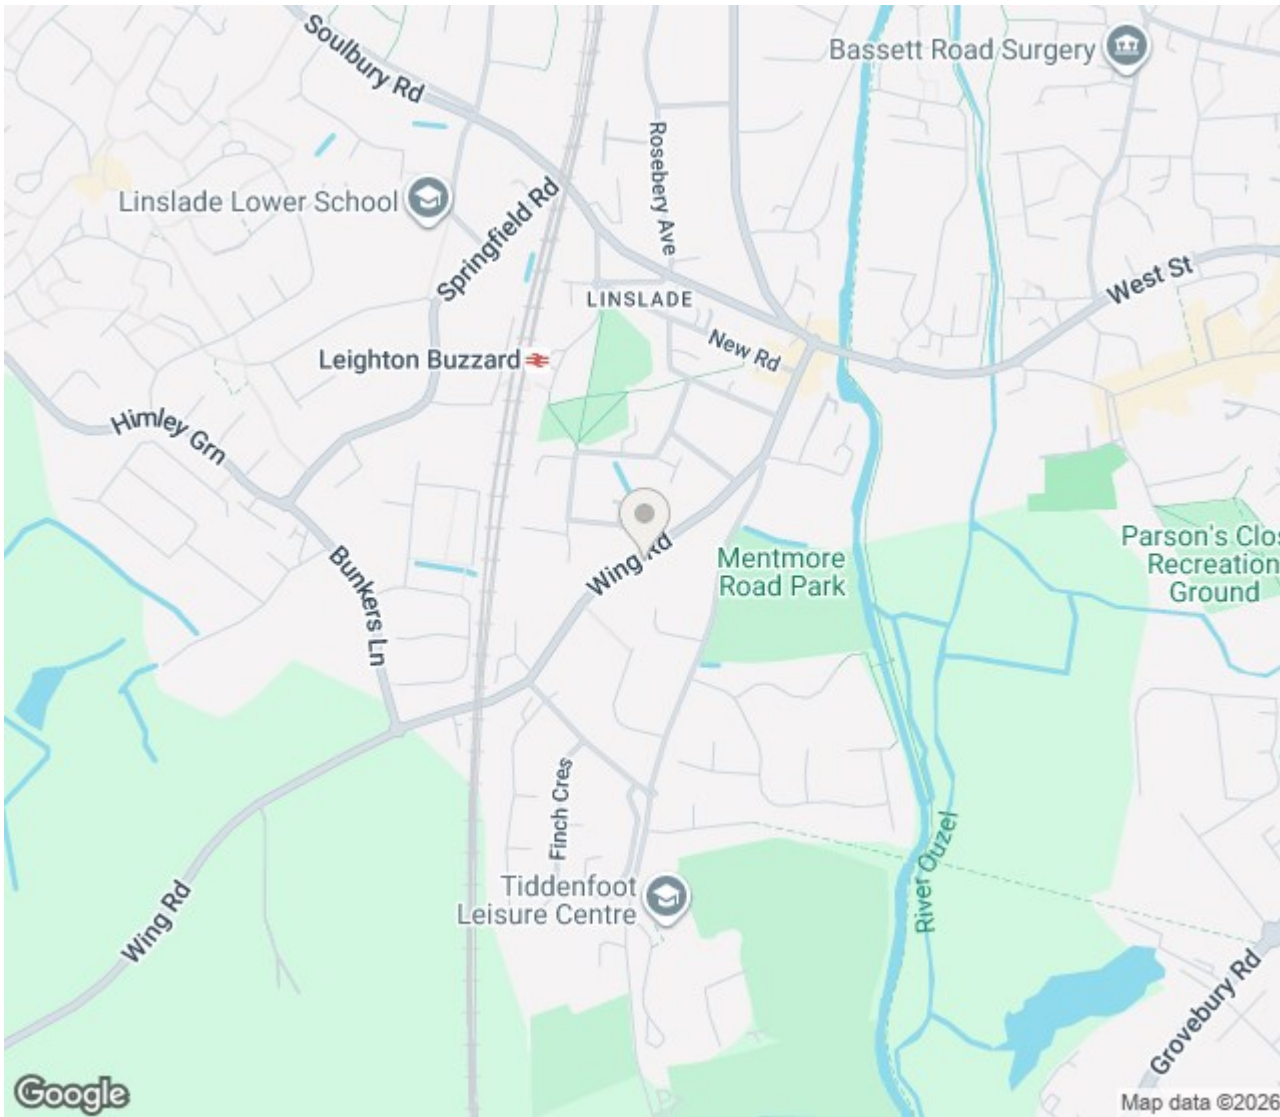 Soulbury Rd
Bassett Road Surgery
Rosebery Ave
Linslade Lower School
Springfield Rd
LINSLADE
West St
New Rd
Leighton Buzzard
Himley Grn
Bunkers Ln
Wing Rd
Mentmore
Road Park
Parson's Clos
Recreation
Ground
Finch Cres
River Ouzel
Tiddenfoot
Leisure Centre
Wing Rd
Grovebury Rd
Google
Map data ©2026